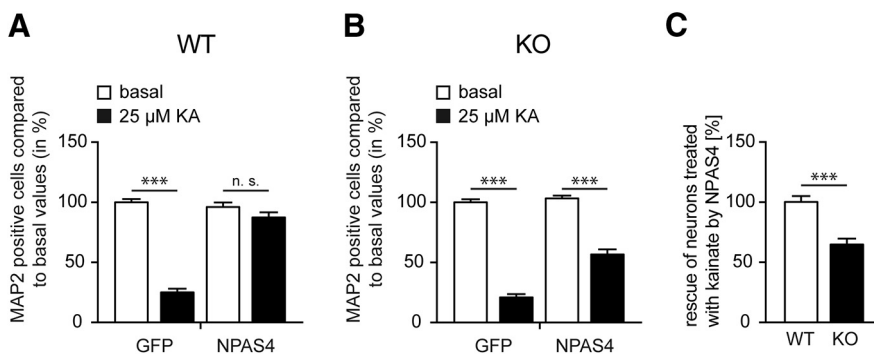 A
WT
basal
25 µM KA
MAP2 positive cells compared
to basal values (in %)
150
100
50
0
***
n. s.
GFP
NPAS4
B
KO
basal
25 µM KA
MAP2 positive cells compared
to basal values (in %)
150
100
50
0
***
***
GFP
NPAS4
C
rescue of neurons treated
with kainate by NPAS4 [%]
150
100
50
0
***
WT
KO